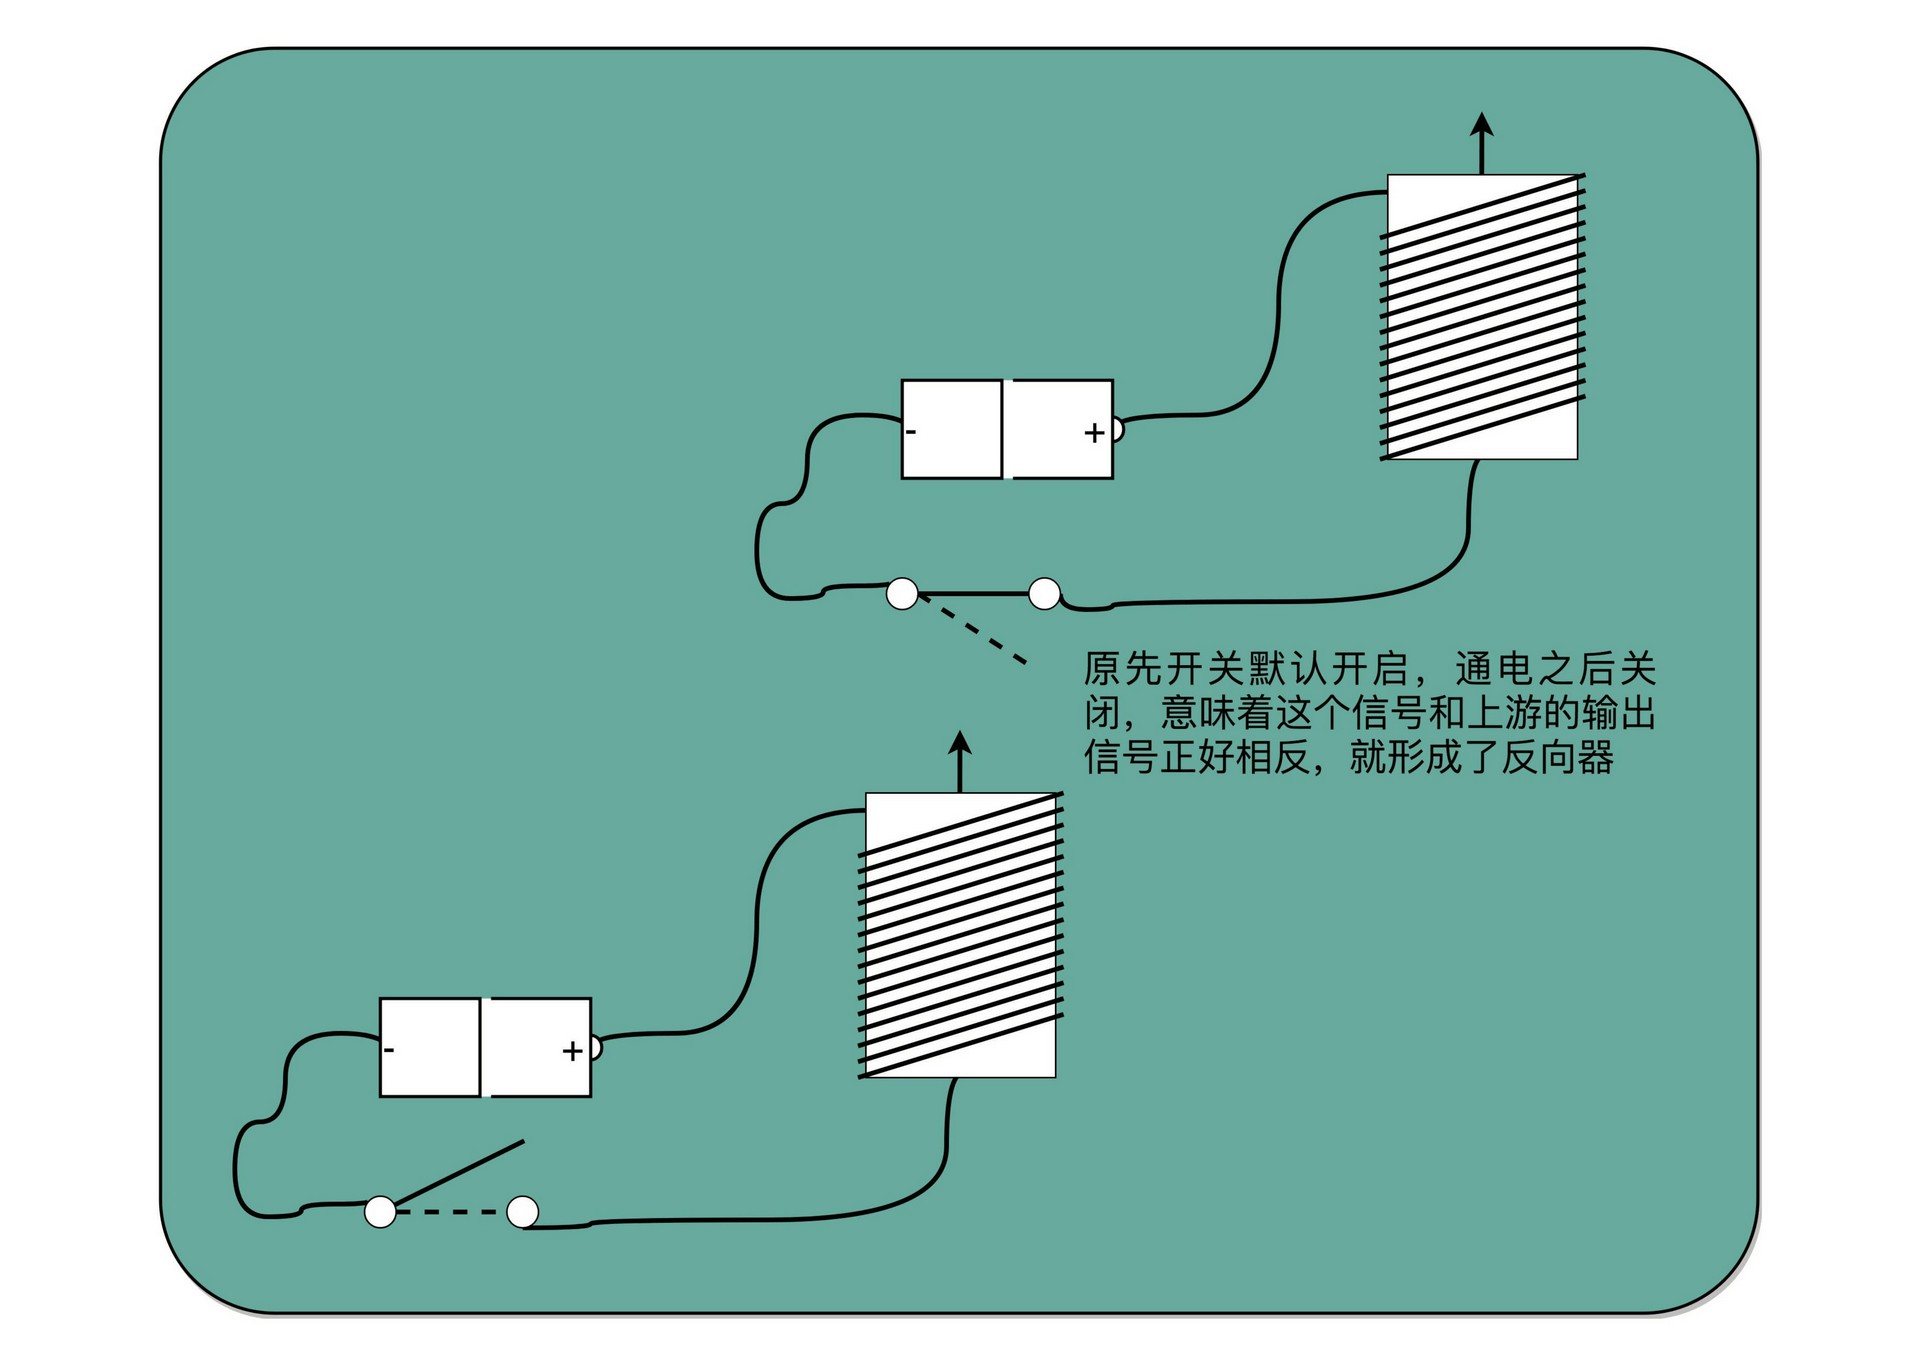 - +
原先开关默认开启，通电之后关
闭，意味着这个信号和上游的输出
信号正好相反，就形成了反向器
- +